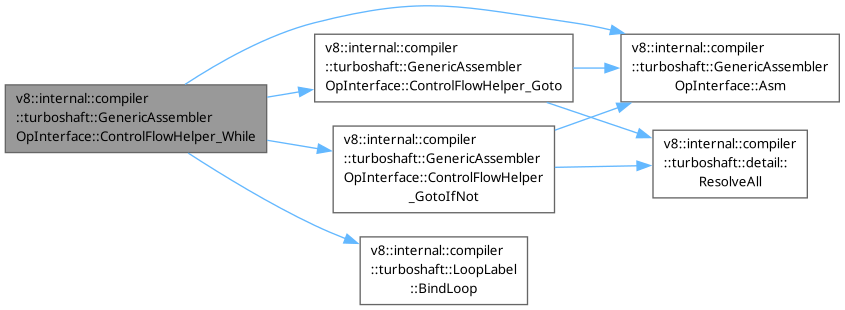 v8::internal::compiler
::turboshaft::GenericAssembler
OpInterface::ControlFlowHelper_While
v8::internal::compiler
::turboshaft::GenericAssembler
OpInterface::ControlFlowHelper_Goto
v8::internal::compiler
::turboshaft::GenericAssembler
OpInterface::Asm
v8::internal::compiler
::turboshaft::GenericAssembler
OpInterface::ControlFlowHelper
_GotoIfNot
v8::internal::compiler
::turboshaft::detail::
ResolveAll
v8::internal::compiler
::turboshaft::LoopLabel
::BindLoop